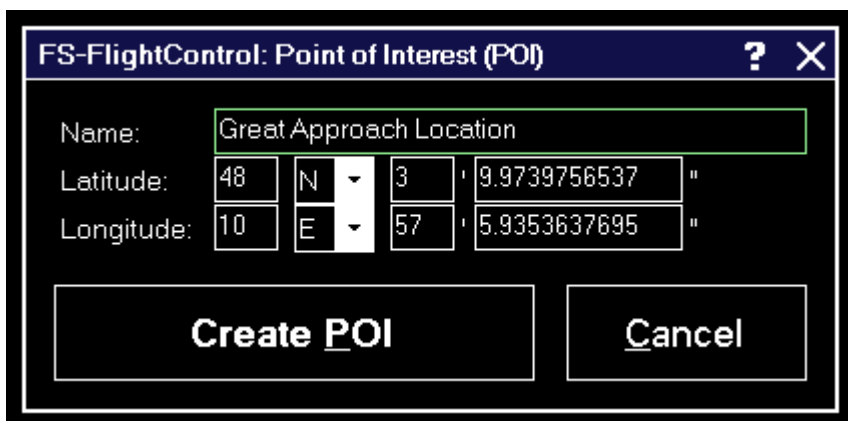 FS-FlightControl: Point of Interest (POI) ? X
Name: Great Approach Location
Latitude: 48 N 3 ' 9.9739756537 "
Longitude: 10 E 57 ' 5.9353637695 "
Create POI Cancel